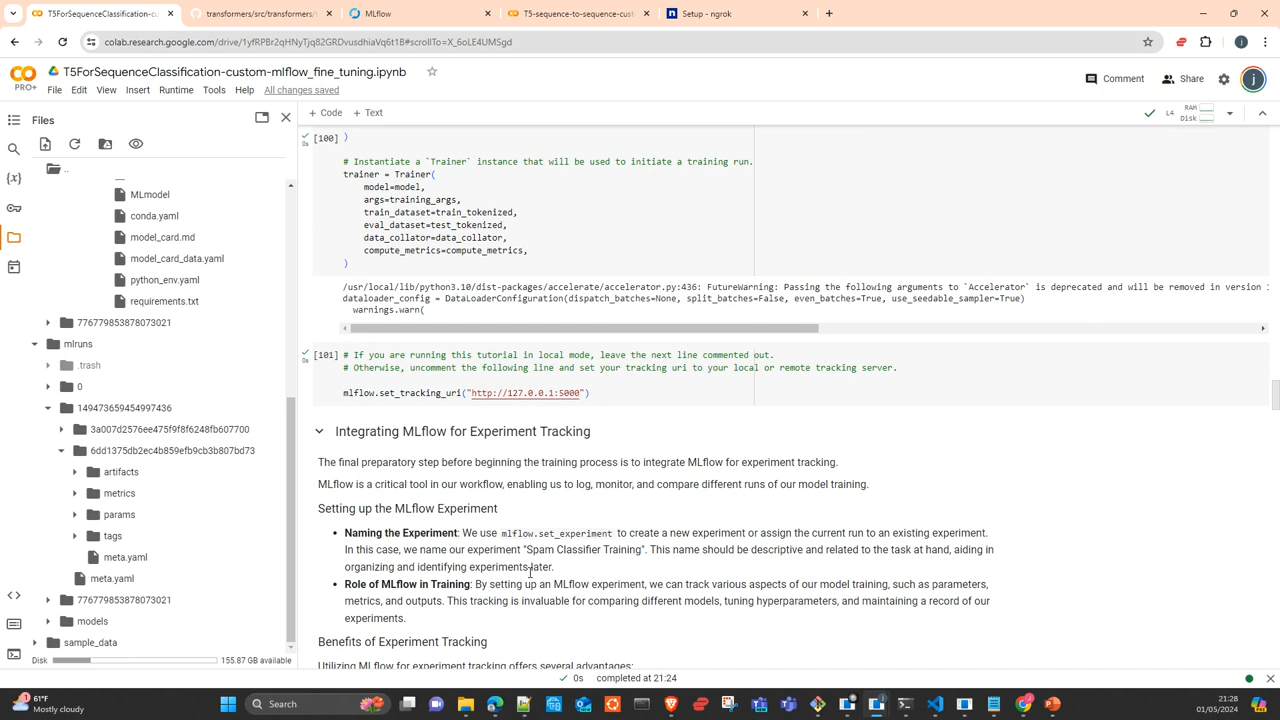 T5ForSequenceClassification-cu
transformers/src/transformers/
MLflow
T5-sequence-to-sequence-cust
Setup - ngrok
colab.research.google.com/drive/1yfRPBr2qHNyTjq82GRDvusdhiaVq6t1B#scrollTo=X_6oLE4UMSgd
T5ForSequenceClassification-custom-mlflow_fine_tuning.ipynb
PRO+
File Edit View Insert Runtime Tools Help All changes saved
Comment
Share
j
Files
+ Code + Text
L4
RAM
Disk
..
MLmodel
conda.yaml
model_card.md
model_card_data.yaml
python_env.yaml
requirements.txt
776779853878073021
mlruns
.trash
0
149473659454997436
3a007d2576ee475f9f8f6248fb607700
6dd1375db2ec4b859efb9cb3b807bd73
artifacts
metrics
params
tags
meta.yaml
meta.yaml
776779853878073021
models
sample_data
Disk 155.87 GB available
[100] )
0s
# Instantiate a `Trainer` instance that will be used to initiate a training run.
trainer = Trainer(
model=model,
args=training_args,
train_dataset=train_tokenized,
eval_dataset=test_tokenized,
data_collator=data_collator,
compute_metrics=compute_metrics,
)
/usr/local/lib/python3.10/dist-packages/accelerate/accelerator.py:436: FutureWarning: Passing the following arguments to `Accelerator` is deprecated and will be removed in version 1
dataloader_config = DataLoaderConfiguration(dispatch_batches=None, split_batches=False, even_batches=True, use_seedable_sampler=True)
warnings.warn(
[101] # If you are running this tutorial in local mode, leave the next line commented out.
0s
# Otherwise, uncomment the following line and set your tracking uri to your local or remote tracking server.
mlflow.set_tracking_uri("http://127.0.0.1:5000")
Integrating MLflow for Experiment Tracking
The final preparatory step before beginning the training process is to integrate MLflow for experiment tracking.
MLflow is a critical tool in our workflow, enabling us to log, monitor, and compare different runs of our model training.
Setting up the MLflow Experiment
• Naming the Experiment: We use mlflow.set_experiment to create a new experiment or assign the current run to an existing experiment.
In this case, we name our experiment "Spam Classifier Training". This name should be descriptive and related to the task at hand, aiding in
organizing and identifying experiments later.
• Role of MLflow in Training: By setting up an MLflow experiment, we can track various aspects of our model training, such as parameters,
metrics, and outputs. This tracking is invaluable for comparing different models, tuning hyperparameters, and maintaining a record of our
experiments.
Benefits of Experiment Tracking
Utilizing MLflow for experiment tracking offers several advantages:
0s completed at 21:24
61°F
Mostly cloudy
Search
21:28
01/05/2024